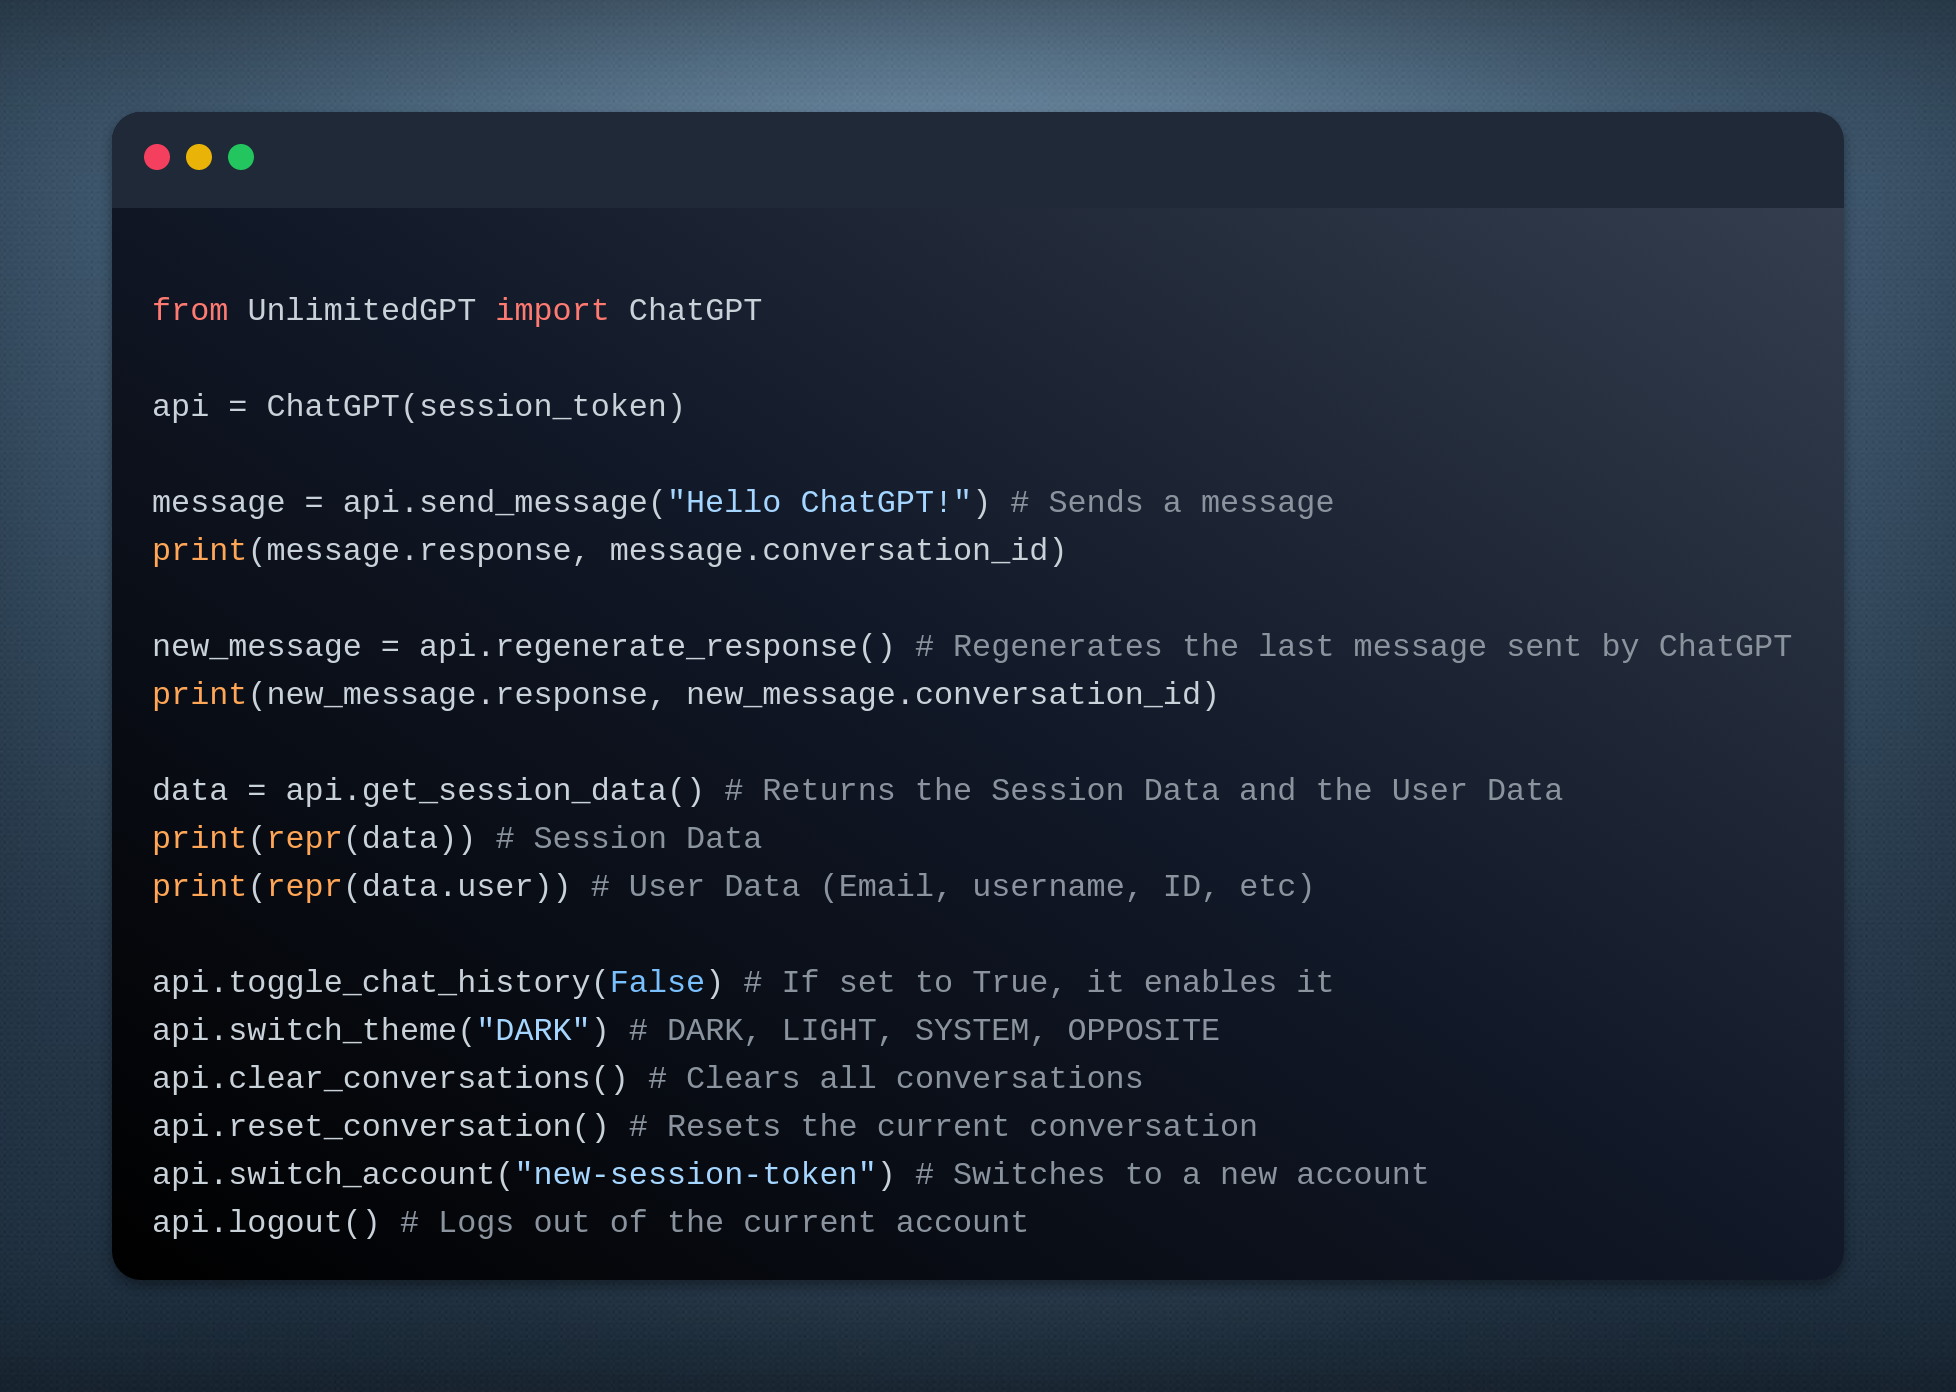 from UnlimitedGPT import ChatGPT
api = ChatGPT(session_token)
message = api.send_message("Hello ChatGPT!") # Sends a message
print(message.response, message.conversation_id)
new_message = api.regenerate_response() # Regenerates the last message sent by ChatGPT
print(new_message.response, new_message.conversation_id)
data = api.get_session_data() # Returns the Session Data and the User Data
print(repr(data)) # Session Data
print(repr(data.user)) # User Data (Email, username, ID, etc)
api.toggle_chat_history(False) # If set to True, it enables it
api.switch_theme("DARK") # DARK, LIGHT, SYSTEM, OPPOSITE
api.clear_conversations() # Clears all conversations
api.reset_conversation() # Resets the current conversation
api.switch_account("new-session-token") # Switches to a new account
api.logout() # Logs out of the current account